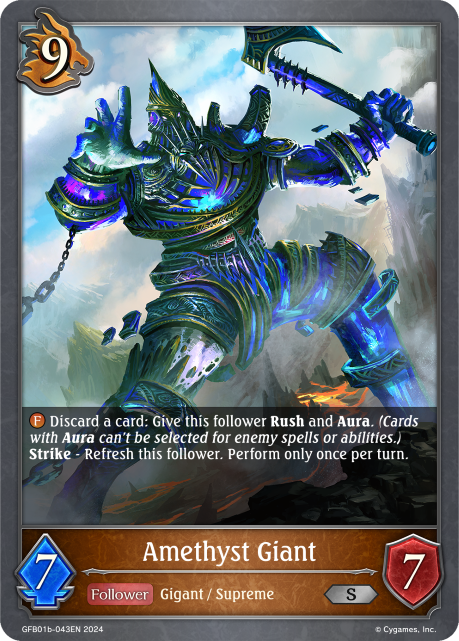 9
F Discard a card: Give this follower Rush and Aura. (Cards
with Aura can't be selected for enemy spells or abilities.)
Strike - Refresh this follower. Perform only once per turn.
Amethyst Giant
7
Follower Gigant / Supreme
S
7
GFB01b-043EN 2024
© Cygames, Inc.